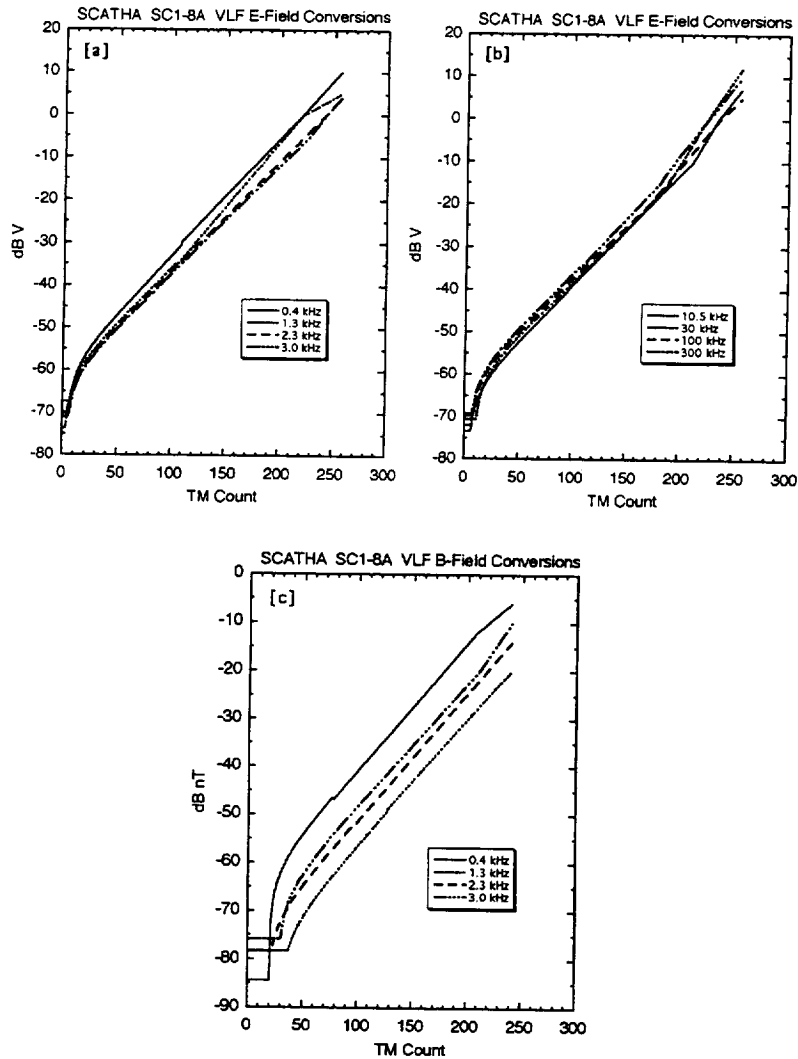 SCATHA SC1-8A VLF E-Field Conversions
[a]
20
10
0
-10
-20
-30
-40
-50
-60
-70
-80
dB V
0.4 kHz
1.3 kHz
2.3 kHz
3.0 kHz
0 50 100 150 200 250 300
TM Count
SCATHA SC1-8A VLF E-Field Conversions
[b]
20
10
0
-10
-20
-30
-40
-50
-60
-70
-80
dB V
10.5 kHz
30 kHz
100 kHz
300 kHz
0 50 100 150 200 250 300
TM Count
SCATHA SC1-8A VLF B-Field Conversions
[c]
0
-10
-20
-30
-40
-50
-60
-70
-80
-90
dB nT
0.4 kHz
1.3 kHz
2.3 kHz
3.0 kHz
0 50 100 150 200 250 300
TM Count